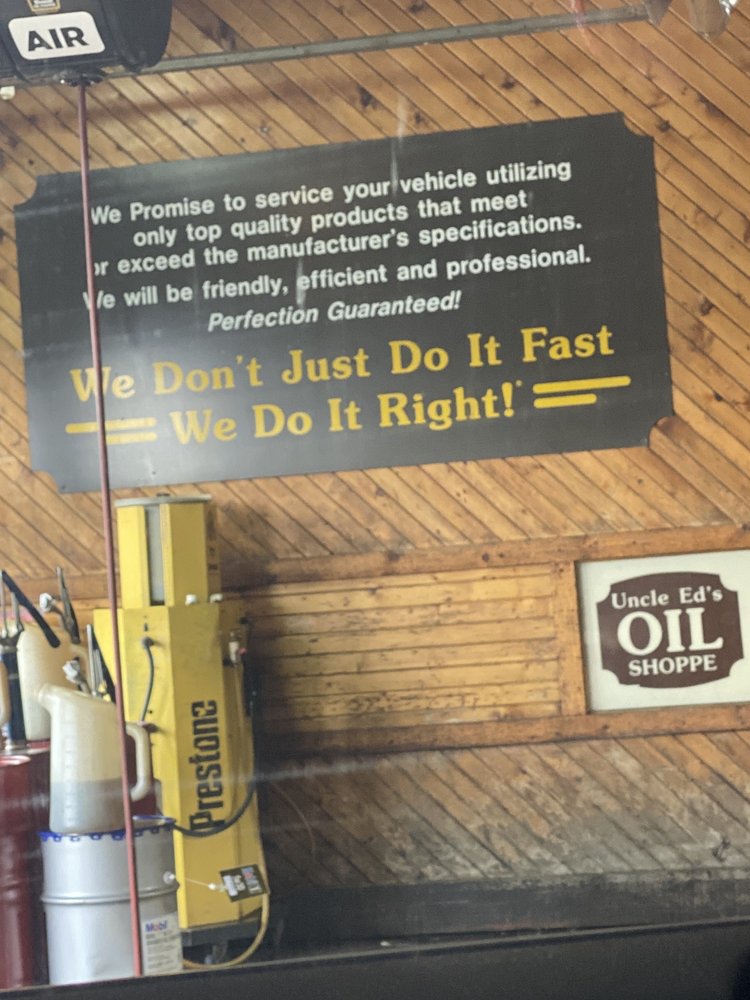 AIR
We Promise to service your vehicle utilizing
only top quality products that meet
or exceed the manufacturer's specifications.
We will be friendly, efficient and professional.
Perfection Guaranteed!
We Don't Just Do It Fast
We Do It Right!
Uncle Ed's
OIL
SHOPPE
Prestone
Mobil